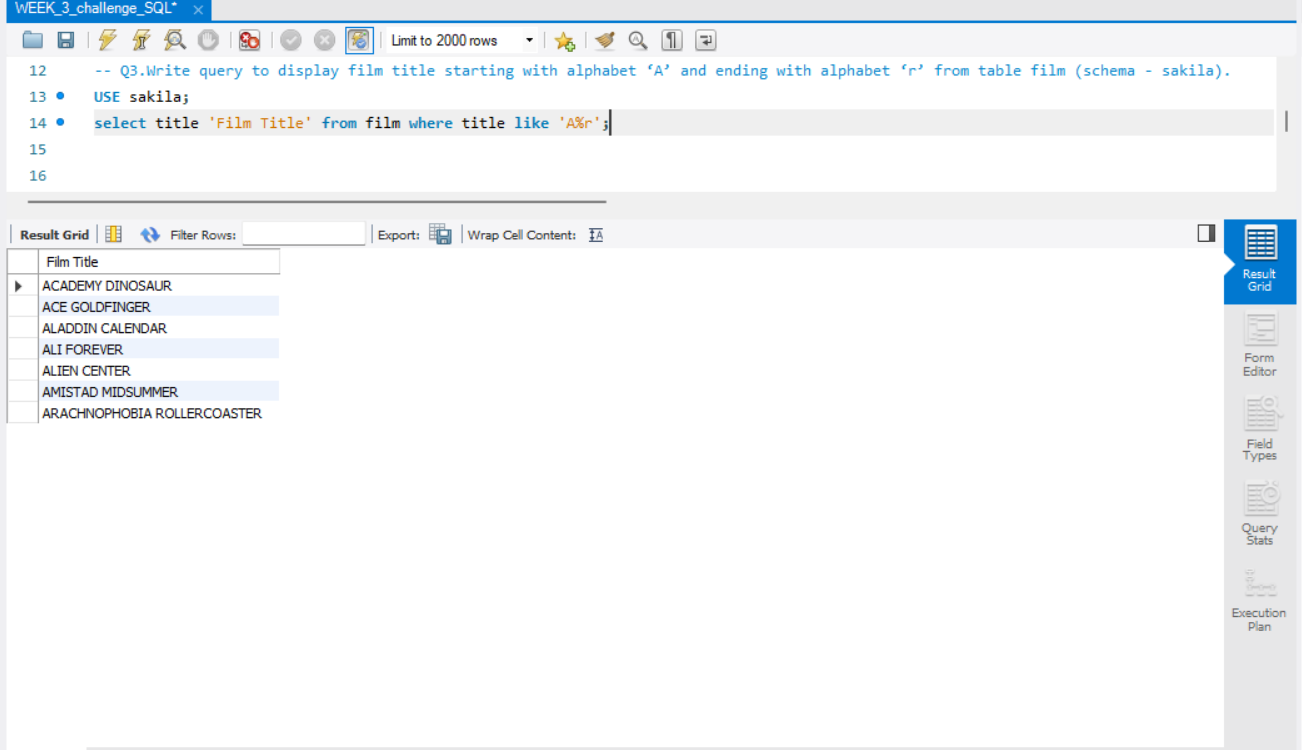 WEEK_3_challenge_SQL*
Limit to 2000 rows
12 -- Q3.Write query to display film title starting with alphabet ‘A’ and ending with alphabet ‘r’ from table film (schema - sakila).
13 USE sakila;
14 select title 'Film Title' from film where title like 'A%r';
15
16
Result Grid Filter Rows: Export: Wrap Cell Content: IA
Film Title
ACADEMY DINOSAUR
ACE GOLDFINGER
ALADDIN CALENDAR
ALI FOREVER
ALIEN CENTER
AMISTAD MIDSUMMER
ARACHNOPHOBIA ROLLERCOASTER
Result
Grid
Form
Editor
Field
Types
Query
Stats
Execution
Plan